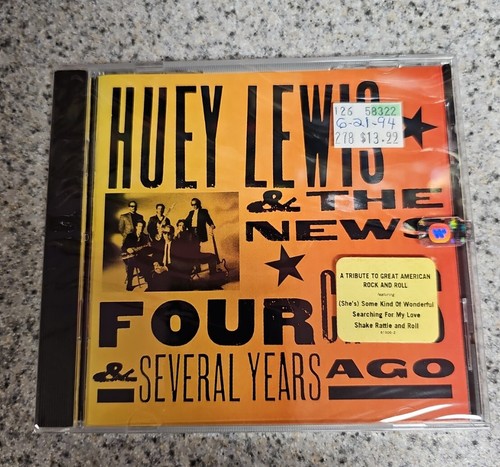 HUEY LEWIS
126 58322
6-21-94
278 $13.22
& THE
NEWS
A TRIBUTE TO GREAT AMERICAN
ROCK AND ROLL
featuring
(She's) Some Kind Of Wonderful
Searching For My Love
Shake Rattle and Roll
FOUR
& SEVERAL YEARS AGO